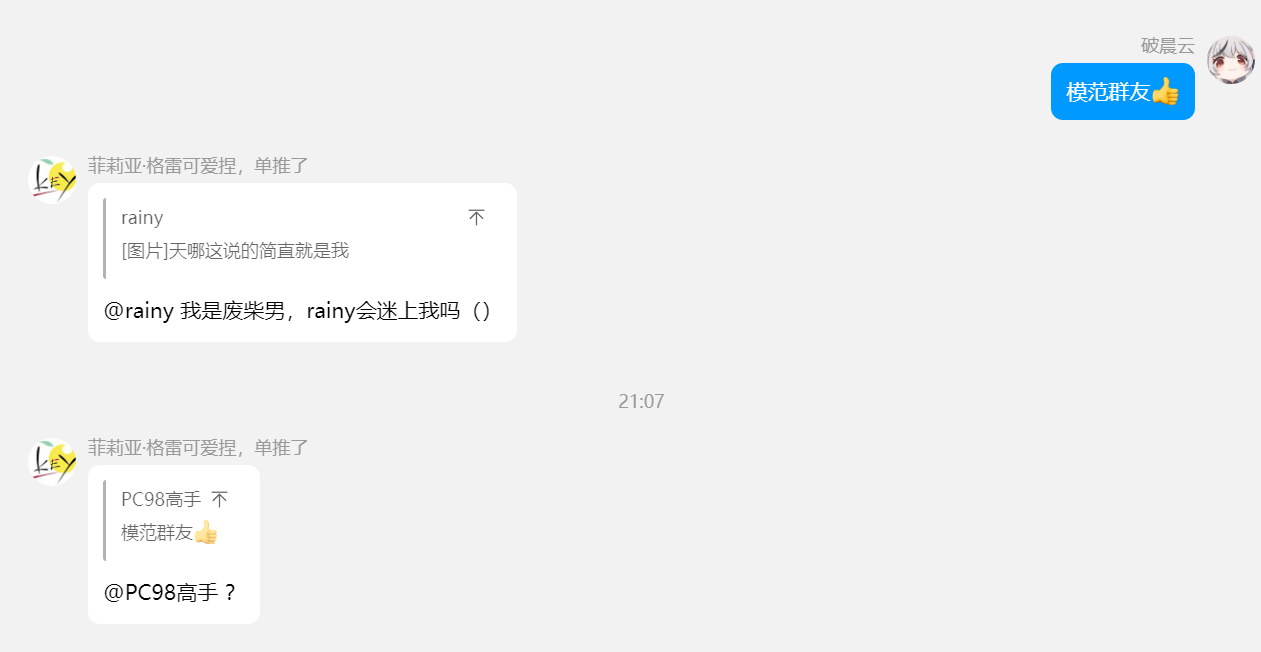 破晨云
模范群友👍
菲莉亚·格雷可爱捏，单推了
key
rainy
[图片]天哪这说的简直就是我
@rainy 我是废柴男，rainy会迷上我吗（）
21:07
菲莉亚·格雷可爱捏，单推了
key
PC98高手
模范群友👍
@PC98高手 ?